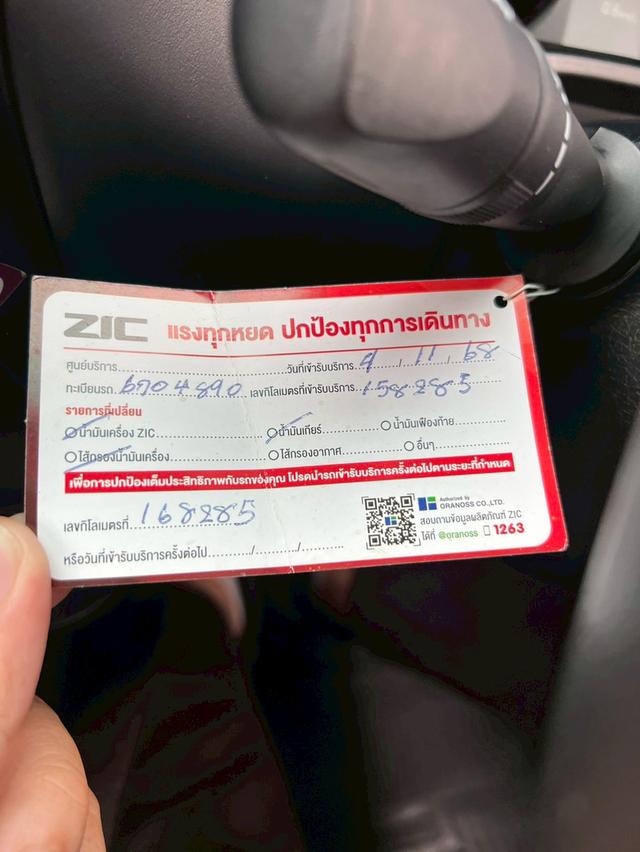 ZIC แรงทุกหยด ปกป้องทุกการเดินทาง
ศูนย์บริการ วันที่เข้ารับบริการ 9 / 11 / 68
ทะเบียนรถ 6704890 เลขกิโลเมตรที่เข้ารับบริการ 158285
รายการที่เปลี่ยน
น้ำมันเครื่อง ZIC น้ำมันเกียร์ น้ำมันเฟืองท้าย
ไส้กรองน้ำมันเครื่อง ไส้กรองอากาศ อื่นๆ
เพื่อการปกป้องเต็มประสิทธิภาพกับรถของคุณ โปรดนำรถเข้ารับบริการครั้งต่อไปตามระยะที่กำหนด
เลขกิโลเมตรที่ 168285
หรือวันที่เข้ารับบริการครั้งต่อไป / /
Authorized by
ORANOSS CO.,LTD.
สอบถามข้อมูลผลิตภัณฑ์ ZIC
ได้ที่ @oranoss 1263